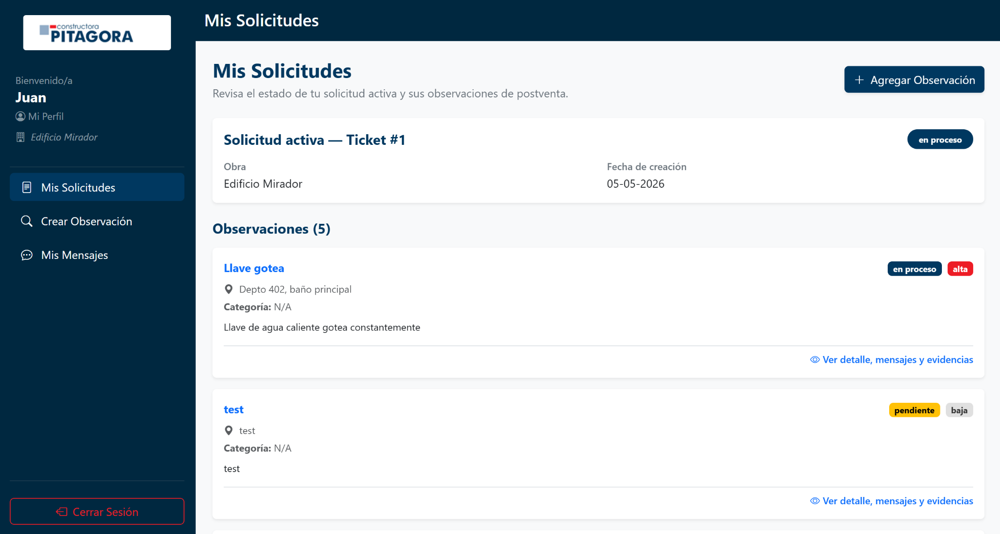 constructora
PITAGORA
Bienvenido/a
Juan
Mi Perfil
Edificio Mirador
Mis Solicitudes
Crear Observación
Mis Mensajes
Cerrar Sesión
Mis Solicitudes
Mis Solicitudes
Revisa el estado de tu solicitud activa y sus observaciones de postventa.
+ Agregar Observación
Solicitud activa — Ticket #1
en proceso
Obra
Edificio Mirador
Fecha de creación
05-05-2026
Observaciones (5)
Llave gotea
en proceso
alta
Depto 402, baño principal
Categoría: N/A
Llave de agua caliente gotea constantemente
Ver detalle, mensajes y evidencias
test
pendiente
baja
test
Categoría: N/A
test
Ver detalle, mensajes y evidencias